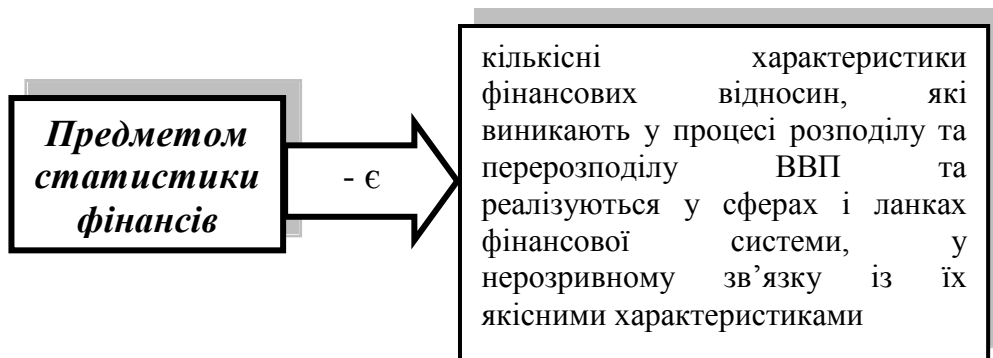 Предметом
статистики
фінансів
- є
кількісні характеристики
фінансових відносин, які
виникають у процесі розподілу та
перерозподілу ВВП та
реалізуються у сферах і ланках
фінансової системи, у
нерозривному зв’язку із їх
якісними характеристиками